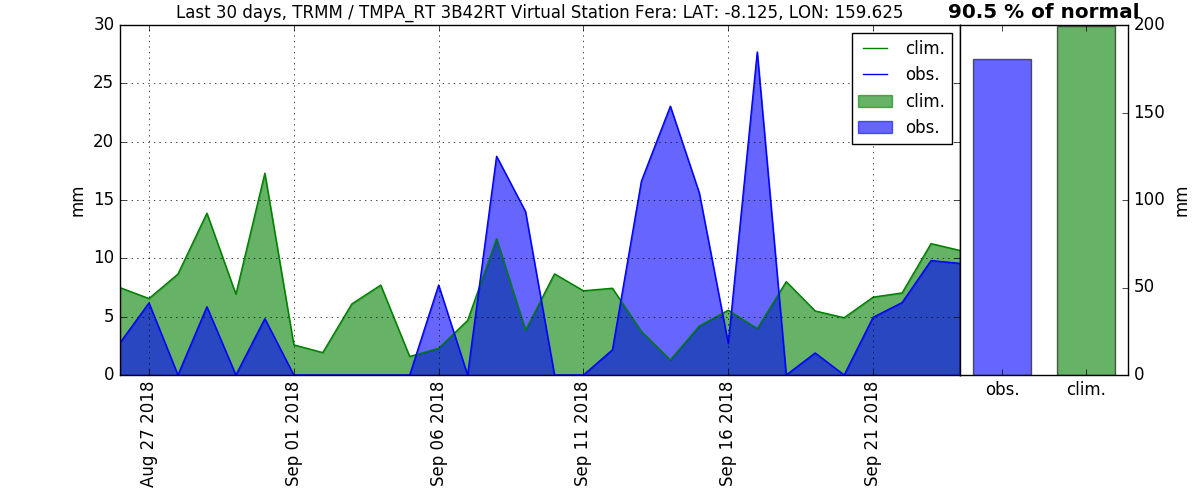 Last 30 days, TRMM / TMPA_RT 3B42RT Virtual Station Fera: LAT: -8.125, LON: 159.625
90.5 % of normal
mm
30
25
20
15
10
5
0
clim.
obs.
clim.
obs.
200
150
100
50
0
mm
obs.
clim.
Aug 27 2018
Sep 01 2018
Sep 06 2018
Sep 11 2018
Sep 16 2018
Sep 21 2018